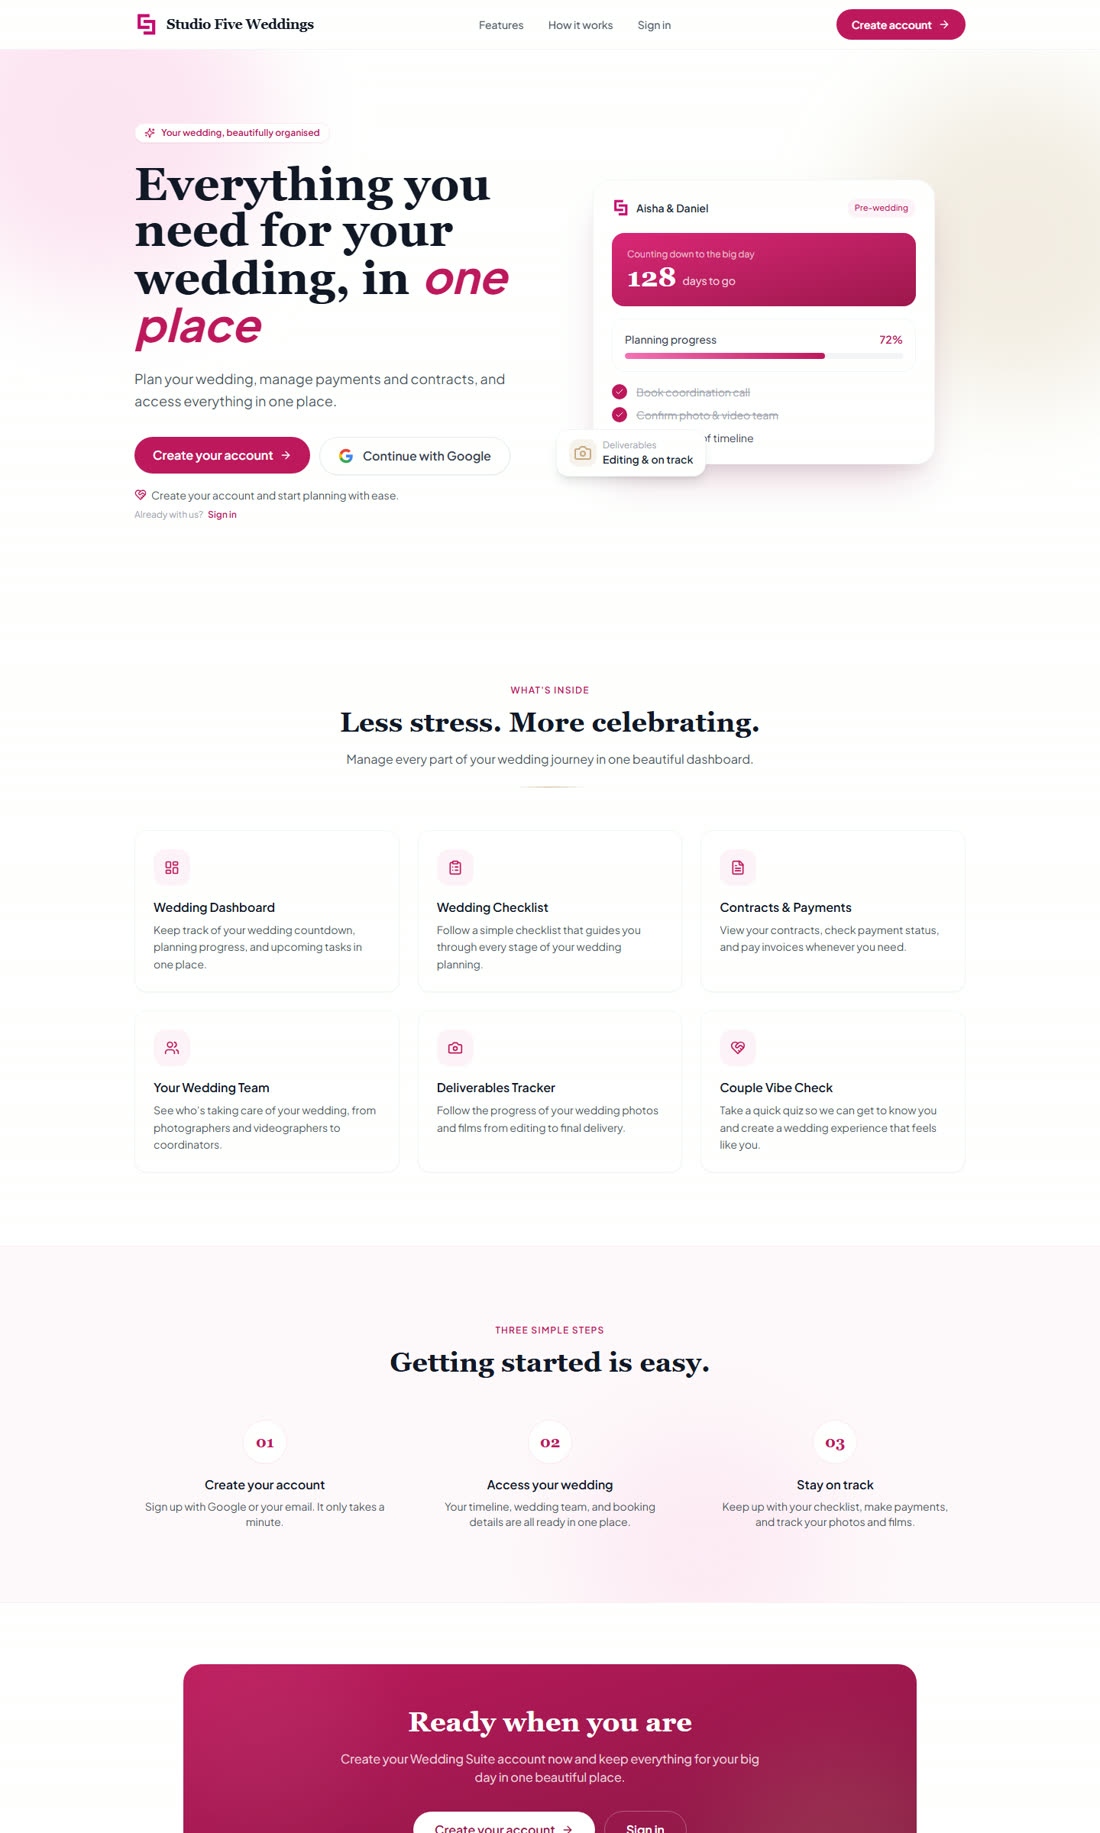 Studio Five Weddings
Features
How it works
Sign in
Create account
Your wedding, beautifully organised
Everything you
need for your
wedding, in one
place
Plan your wedding, manage payments and contracts, and
access everything in one place.
Create your account
Continue with Google
Create your account and start planning with ease.
Already with us? Sign in
Aisha & Daniel
Pre-wedding
Counting down to the big day
128 days to go
Planning progress
72%
Book coordination call
Confirm photo & video team
of timeline
Deliverables
Editing & on track
WHAT'S INSIDE
Less stress. More celebrating.
Manage every part of your wedding journey in one beautiful dashboard.
Wedding Dashboard
Keep track of your wedding countdown,
planning progress, and upcoming tasks in
one place.
Wedding Checklist
Follow a simple checklist that guides you
through every stage of your wedding
planning.
Contracts & Payments
View your contracts, check payment status,
and pay invoices whenever you need.
Your Wedding Team
See who's taking care of your wedding, from
photographers and videographers to
coordinators.
Deliverables Tracker
Follow the progress of your wedding photos
and films from editing to final delivery.
Couple Vibe Check
Take a quick quiz so we can get to know you
and create a wedding experience that feels
like you.
THREE SIMPLE STEPS
Getting started is easy.
01
Create your account
Sign up with Google or your email. It only takes a
minute.
02
Access your wedding
Your timeline, wedding team, and booking
details are all ready in one place.
03
Stay on track
Keep up with your checklist, make payments,
and track your photos and films.
Ready when you are
Create your Wedding Suite account now and keep everything for your big
day in one beautiful place.
Create your account
Sign in